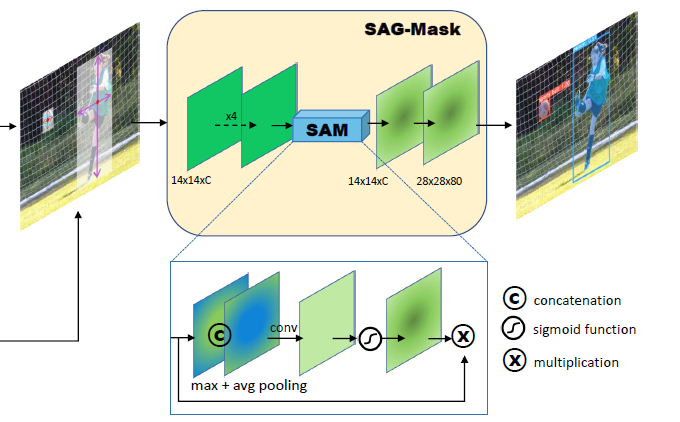 SAG-Mask
x4
SAM
14x14xC
14x14xC
28x28x80
C
conv
X
max + avg pooling
C concatenation
sigmoid function
X multiplication